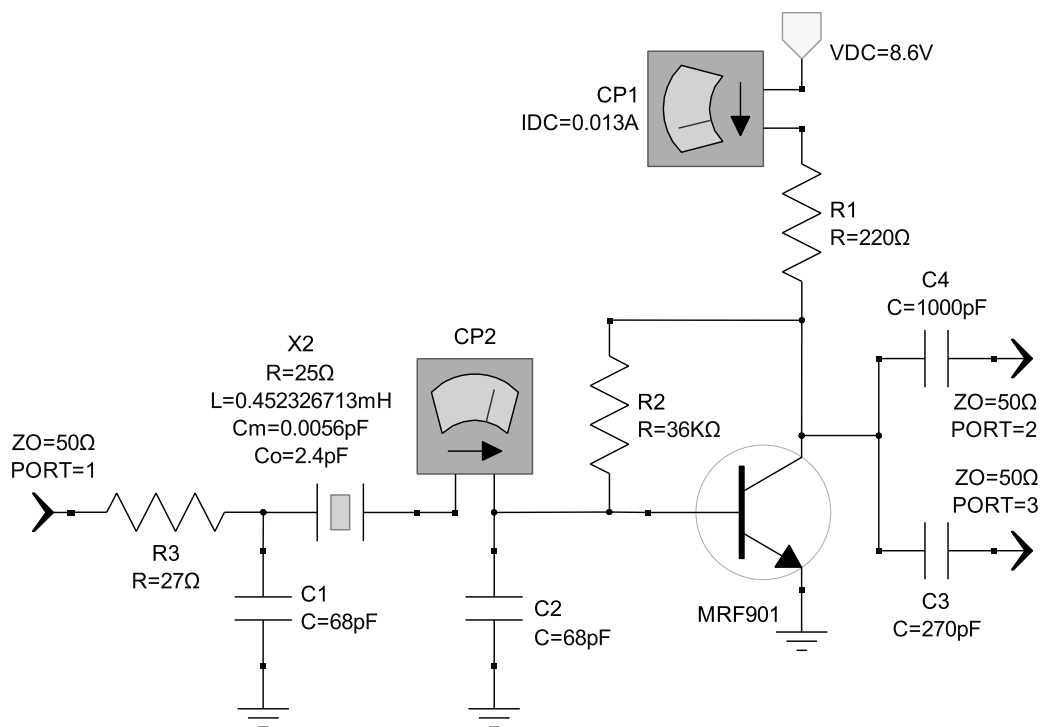 VDC=8.6V
CP1
IDC=0.013A
R1
R=220Ω
C4
C=1000pF
X2
R=25Ω
L=0.452326713mH
Cm=0.0056pF
Co=2.4pF
CP2
R2
R=36KΩ
ZO=50Ω
PORT=2
ZO=50Ω
PORT=1
ZO=50Ω
PORT=3
R3
R=27Ω
C1
C=68pF
C2
C=68pF
MRF901
C3
C=270pF